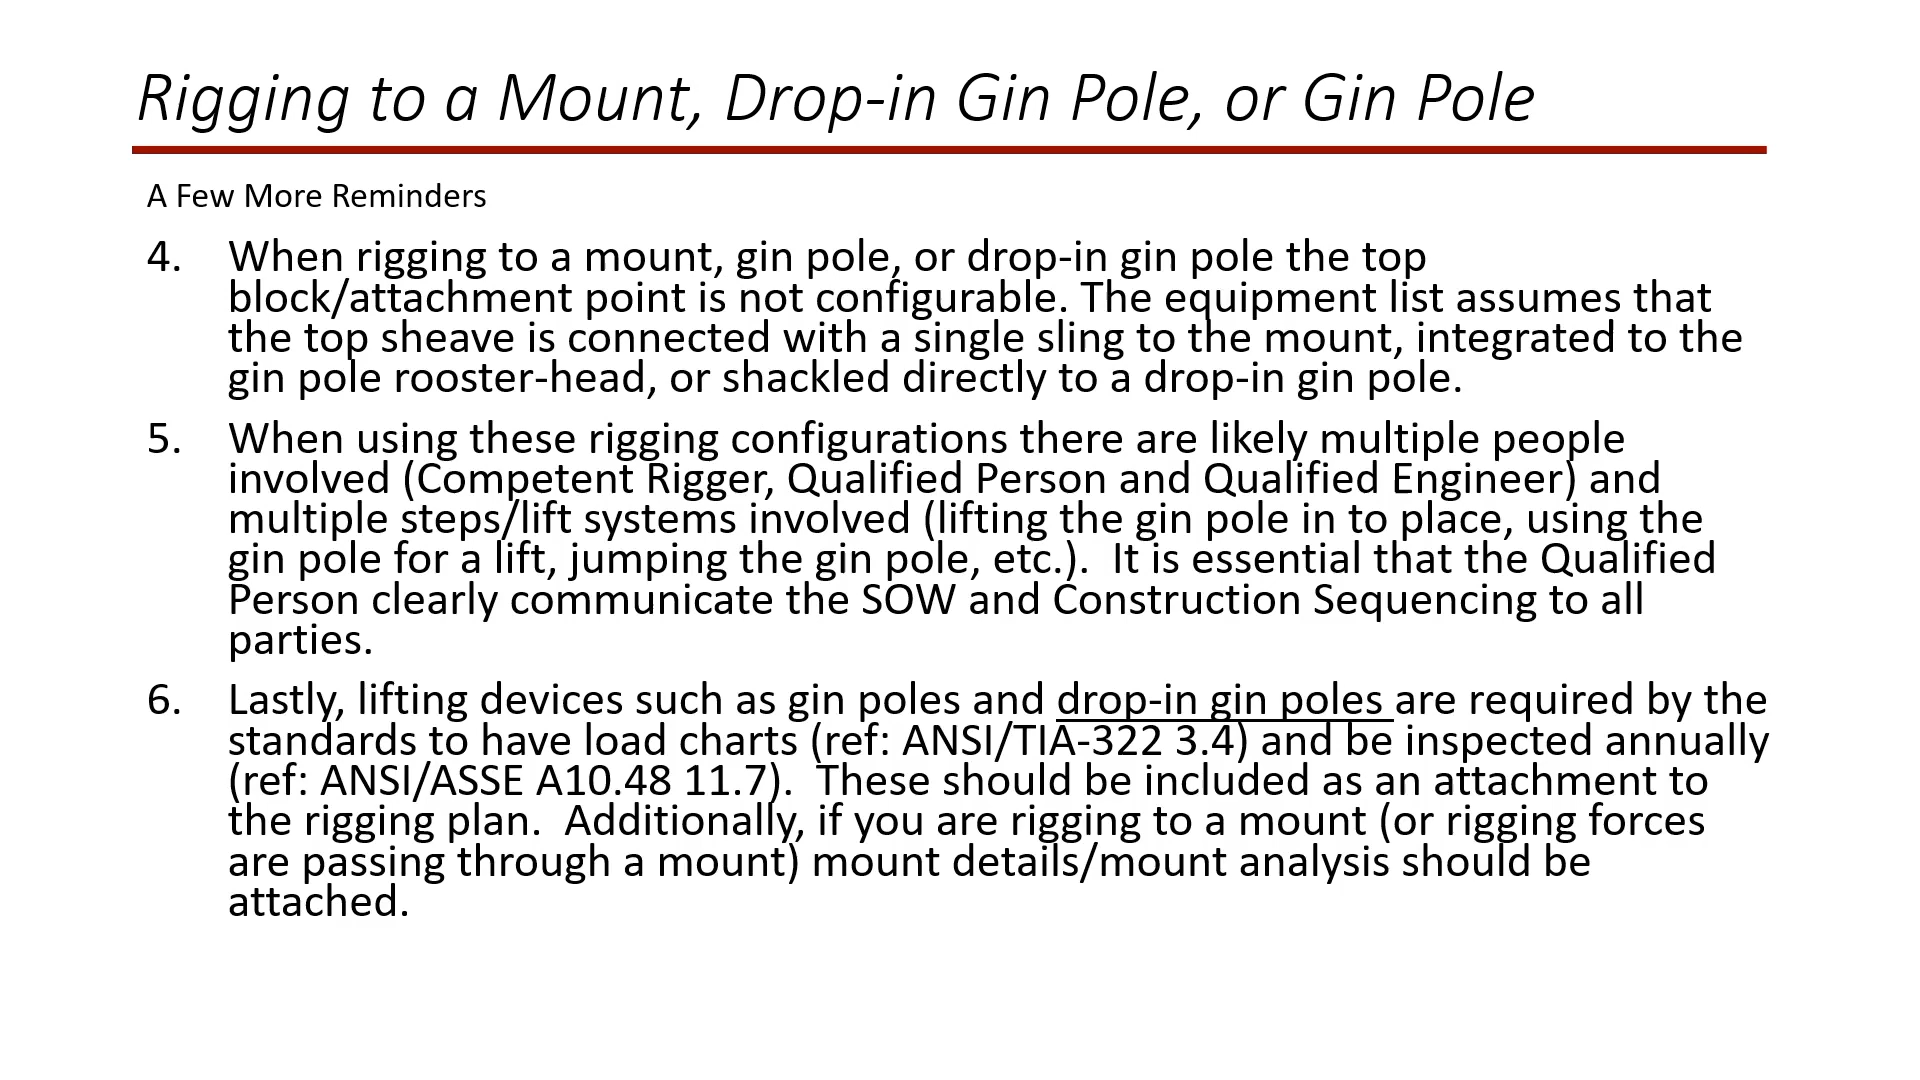 Rigging to a Mount, Drop-in Gin Pole, or Gin Pole
A Few More Reminders
4. When rigging to a mount, gin pole, or drop-in gin pole the top
block/attachment point is not configurable. The equipment list assumes that
the top sheave is connected with a single sling to the mount, integrated to the
gin pole rooster-head, or shackled directly to a drop-in gin pole.
5. When using these rigging configurations there are likely multiple people
involved (Competent Rigger, Qualified Person and Qualified Engineer) and
multiple steps/lift systems involved (lifting the gin pole in to place, using the
gin pole for a lift, jumping the gin pole, etc.).  It is essential that the Qualified
Person clearly communicate the SOW and Construction Sequencing to all
parties.
6. Lastly, lifting devices such as gin poles and drop-in gin poles are required by the
standards to have load charts (ref: ANSI/TIA-322 3.4) and be inspected annually
(ref: ANSI/ASSE A10.48 11.7).  These should be included as an attachment to
the rigging plan.  Additionally, if you are rigging to a mount (or rigging forces
are passing through a mount) mount details/mount analysis should be
attached.